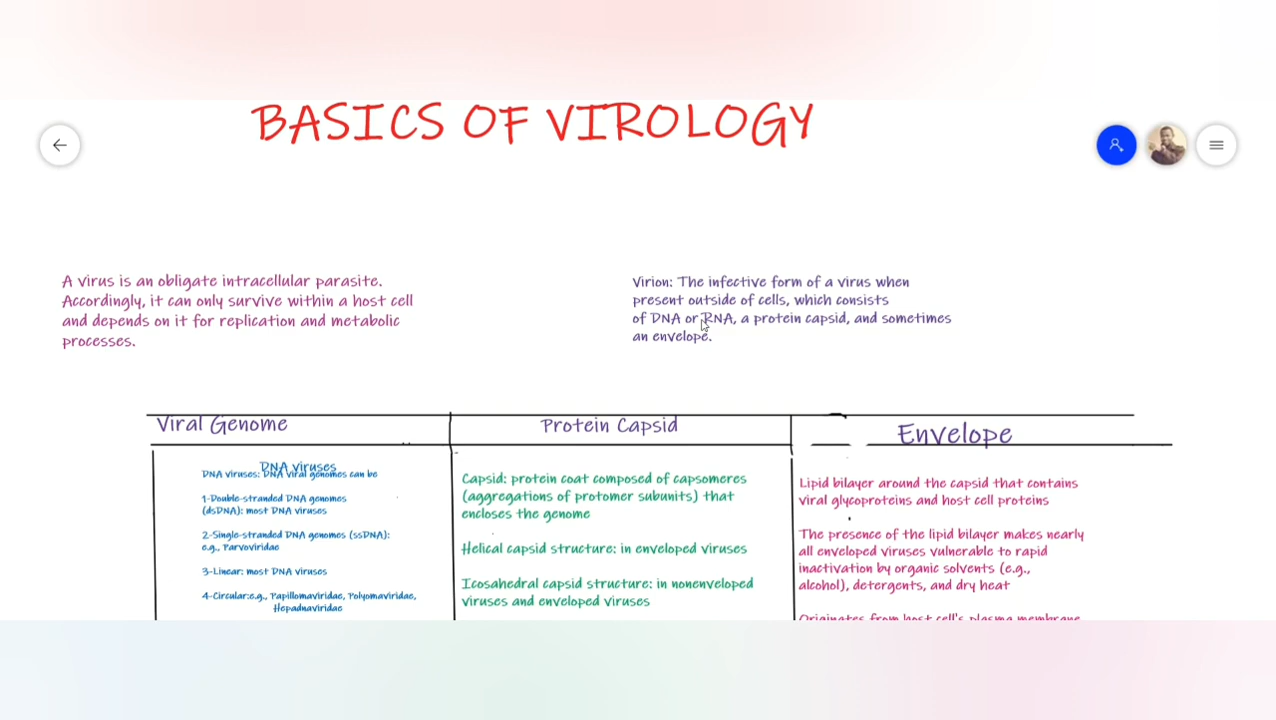 BASICS OF VIROLOGY
A virus is an obligate intracellular parasite.
Accordingly, it can only survive within a host cell
and depends on it for replication and metabolic
processes.
Virion: The infective form of a virus when
present outside of cells, which consists
of DNA or RNA, a protein capsid, and sometimes
an envelope.
Viral Genome
Protein Capsid
Envelope
DNA viruses
DNA viruses: DNA viral genomes can be
1-Double-stranded DNA genomes
(dsDNA): most DNA viruses
2-Single-stranded DNA genomes (ssDNA):
e.g., Parvoviridae
3-Linear: most DNA viruses
4-Circular:e.g., Papillomaviridae, Polyomaviridae,
Hepadnaviridae
Capsid: protein coat composed of capsomeres
(aggregations of protomer subunits) that
encloses the genome
Helical capsid structure: in enveloped viruses
Icosahedral capsid structure: in nonenveloped
viruses and enveloped viruses
Lipid bilayer around the capsid that contains
viral glycoproteins and host cell proteins
The presence of the lipid bilayer makes nearly
all enveloped viruses vulnerable to rapid
inactivation by organic solvents (e.g.,
alcohol), detergents, and dry heat
Originates from host cell's plasma membrane